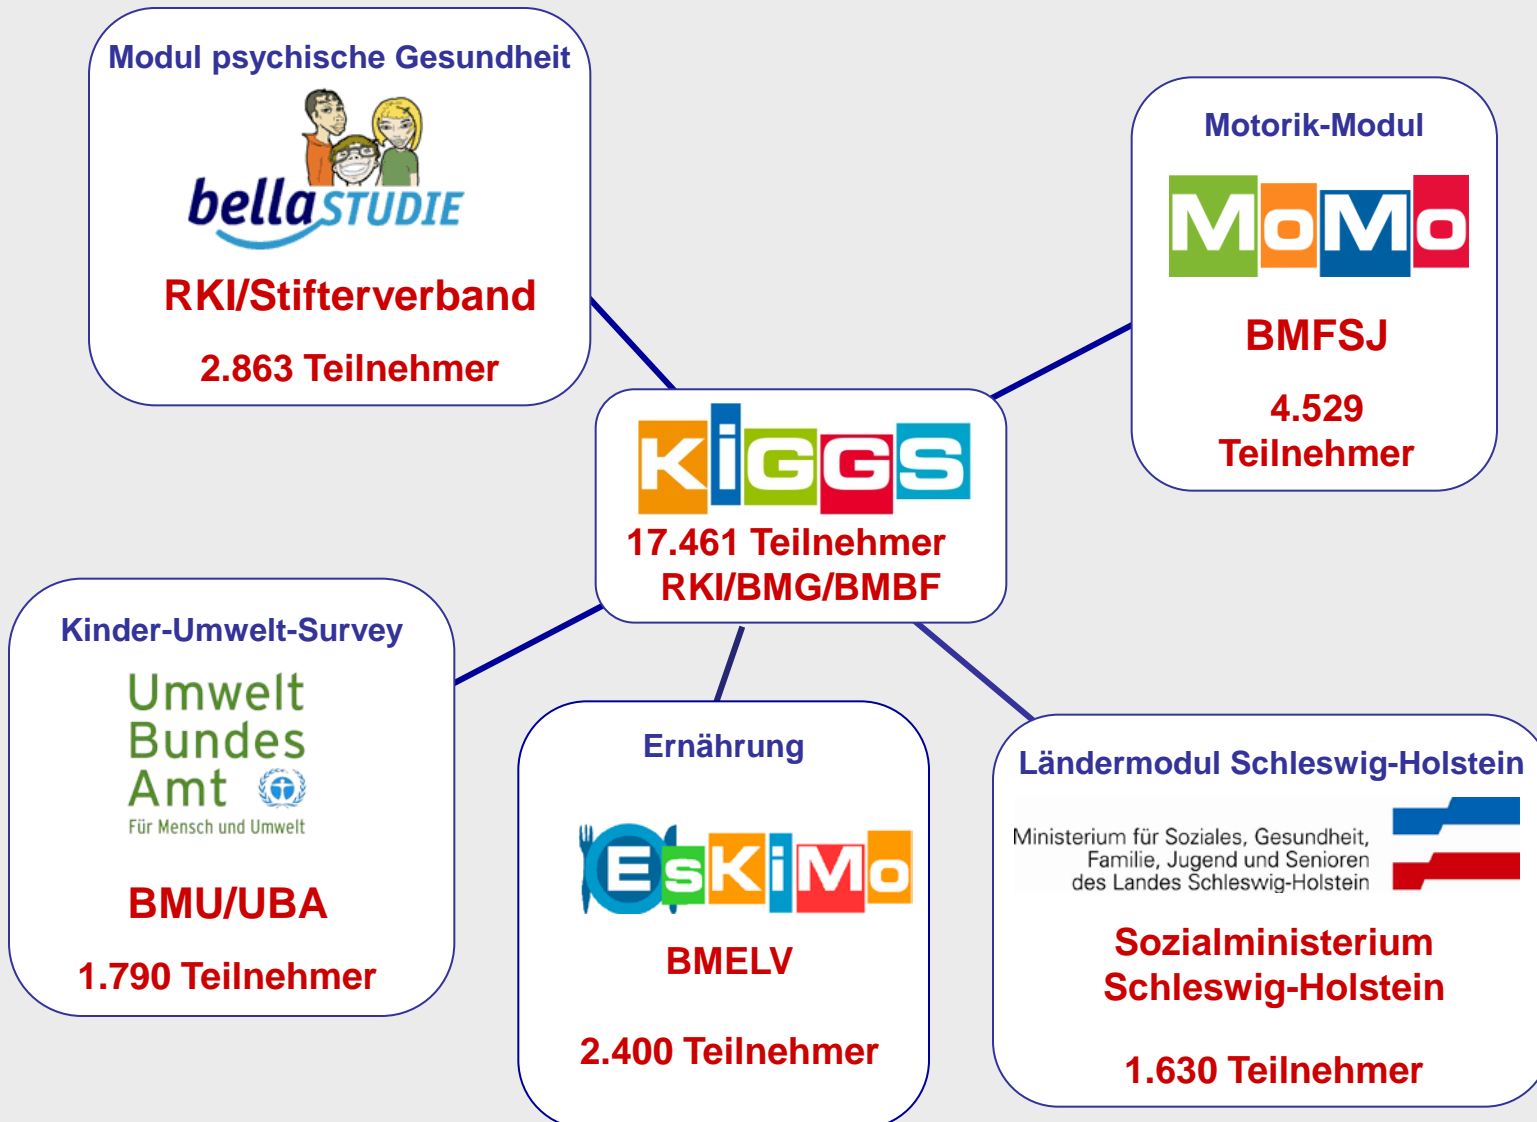 Modul psychische Gesundheit
bella STUDIE
RKI/Stifterverband
2.863 Teilnehmer
Motorik-Modul
MoMo
BMFSJ
4.529
Teilnehmer
KiGGS
17.461 Teilnehmer
RKI/BMG/BMBF
Kinder-Umwelt-Survey
Umwelt
Bundes
Amt
Für Mensch und Umwelt
BMU/UBA
1.790 Teilnehmer
Ernährung
EsKiMo
BMELV
2.400 Teilnehmer
Ländermodul Schleswig-Holstein
Ministerium für Soziales, Gesundheit,
Familie, Jugend und Senioren
des Landes Schleswig-Holstein
Sozialministerium
Schleswig-Holstein
1.630 Teilnehmer